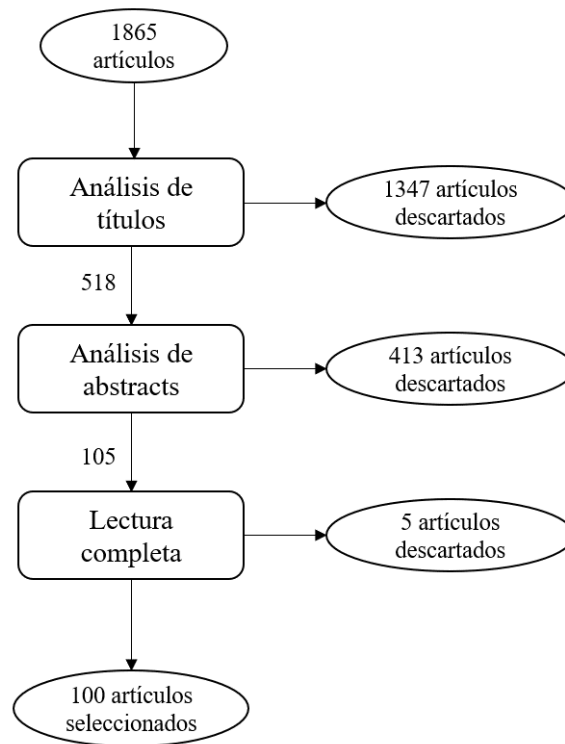 1865
artículos
Análisis de
títulos
1347 artículos
descartados
518
Análisis de
abstracts
413 artículos
descartados
105
Lectura
completa
5 artículos
descartados
100 artículos
seleccionados